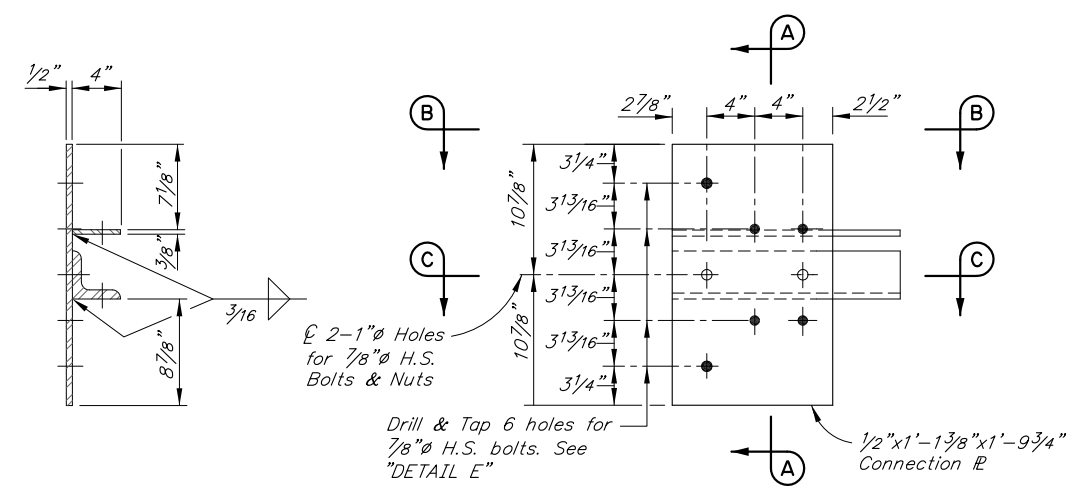 A
1/2" 4"
B
2 7/8" 4" 4" 2 1/2"
B
7 1/8"
3/8"
8 7/8"
3/16
10 7/8"
10 7/8"
3 1/4"
3 13/16"
3 13/16"
3 13/16"
3 13/16"
3 1/4"
C
C
℄ 2-1"ø Holes
for 7/8"ø H.S.
Bolts & Nuts
Drill & Tap 6 holes for
7/8"ø H.S. bolts. See
"DETAIL E"
1/2"x1'-1 3/8"x1'-9 3/4"
Connection ℙL
A